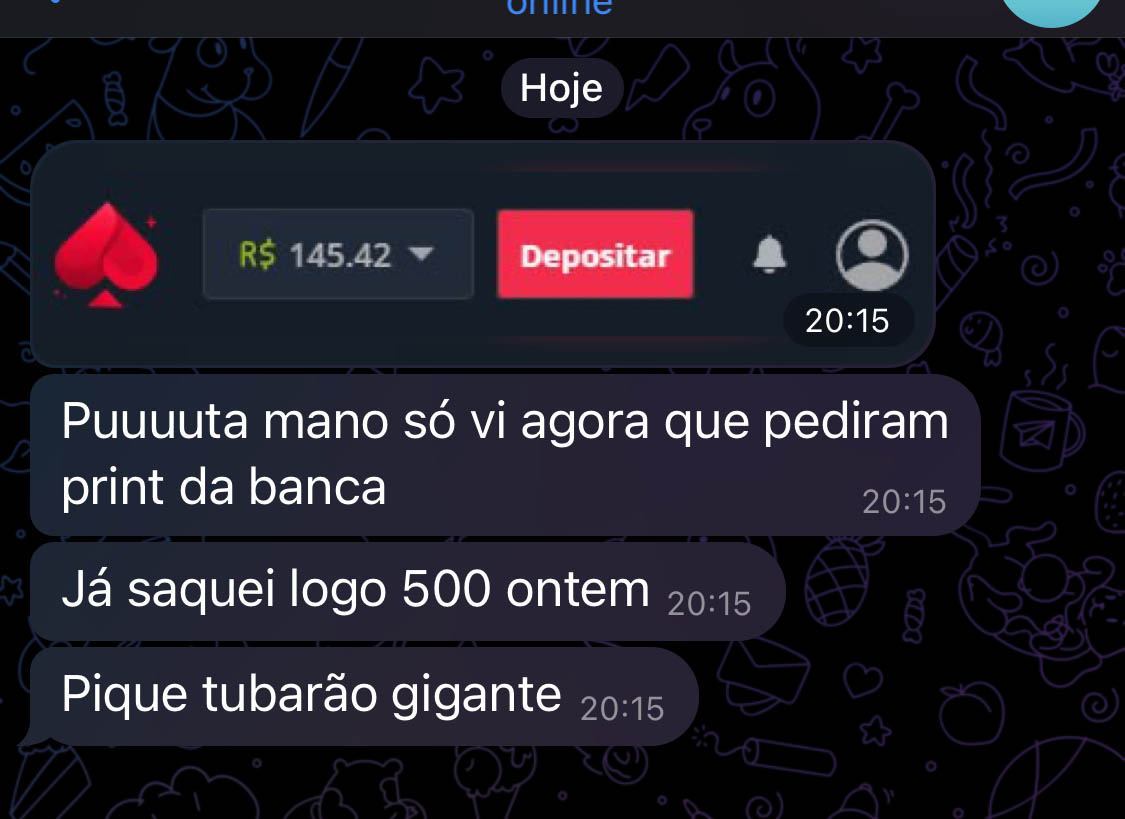 online
Hoje
R$ 145.42 Depositar
20:15
Puuuuta mano só vi agora que pediram
print da banca
20:15
Já saquei logo 500 ontem 20:15
Pique tubarão gigante 20:15